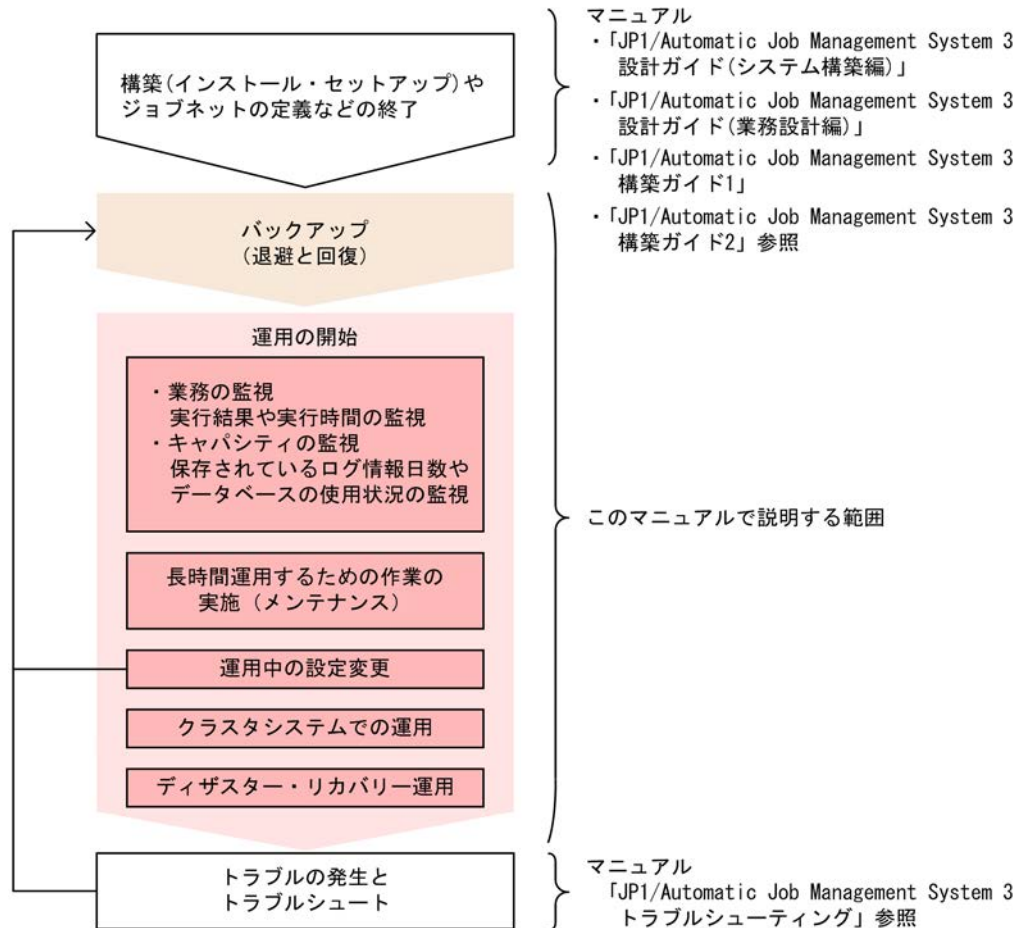 構築(インストール・セットアップ)や
ジョブネットの定義などの終了
マニュアル
・「JP1/Automatic Job Management System 3
設計ガイド(システム構築編)」
・「JP1/Automatic Job Management System 3
設計ガイド(業務設計編)」
・「JP1/Automatic Job Management System 3
構築ガイド1」
・「JP1/Automatic Job Management System 3
構築ガイド2」参照
バックアップ
(退避と回復)
運用の開始
・業務の監視
実行結果や実行時間の監視
・キャパシティの監視
保存されているログ情報日数や
データベースの使用状況の監視
長時間運用するための作業の
実施(メンテナンス)
運用中の設定変更
クラスタシステムでの運用
ディザスター・リカバリー運用
このマニュアルで説明する範囲
トラブルの発生と
トラブルシュート
マニュアル
「JP1/Automatic Job Management System 3
トラブルシューティング」参照